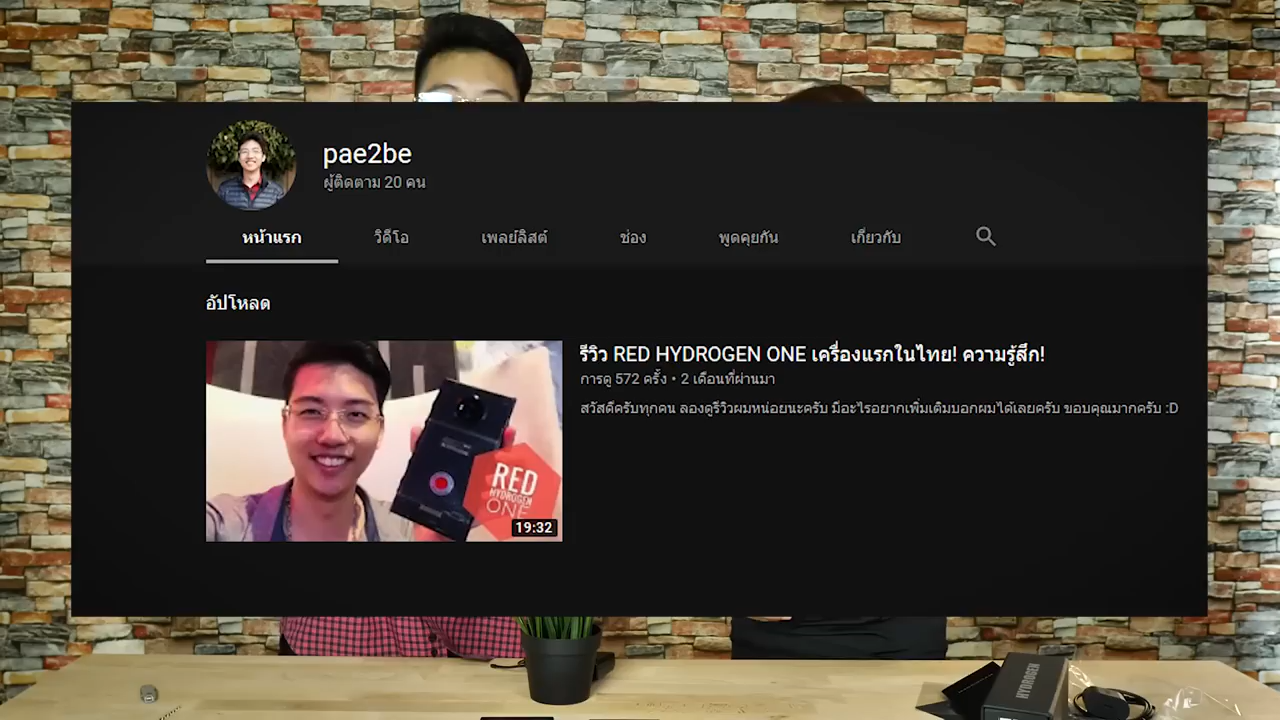 pae2be
ผู้ติดตาม 20 คน
หน้าแรก วิดีโอ เพลย์ลิสต์ ช่อง พูดคุยกัน เกี่ยวกับ
อัปโหลด
รีวิว RED HYDROGEN ONE เครื่องแรกในไทย! ความรู้สึก!
การดู 572 ครั้ง • 2 เดือนที่ผ่านมา
สวัสดีครับทุกคน ลองดูรีวิวผมหน่อยนะครับ มีอะไรอยากเพิ่มเติมบอกผมได้เลยครับ ขอบคุณมากครับ :D
RED
HYDROGEN
ONE
19:32
HYDROGEN